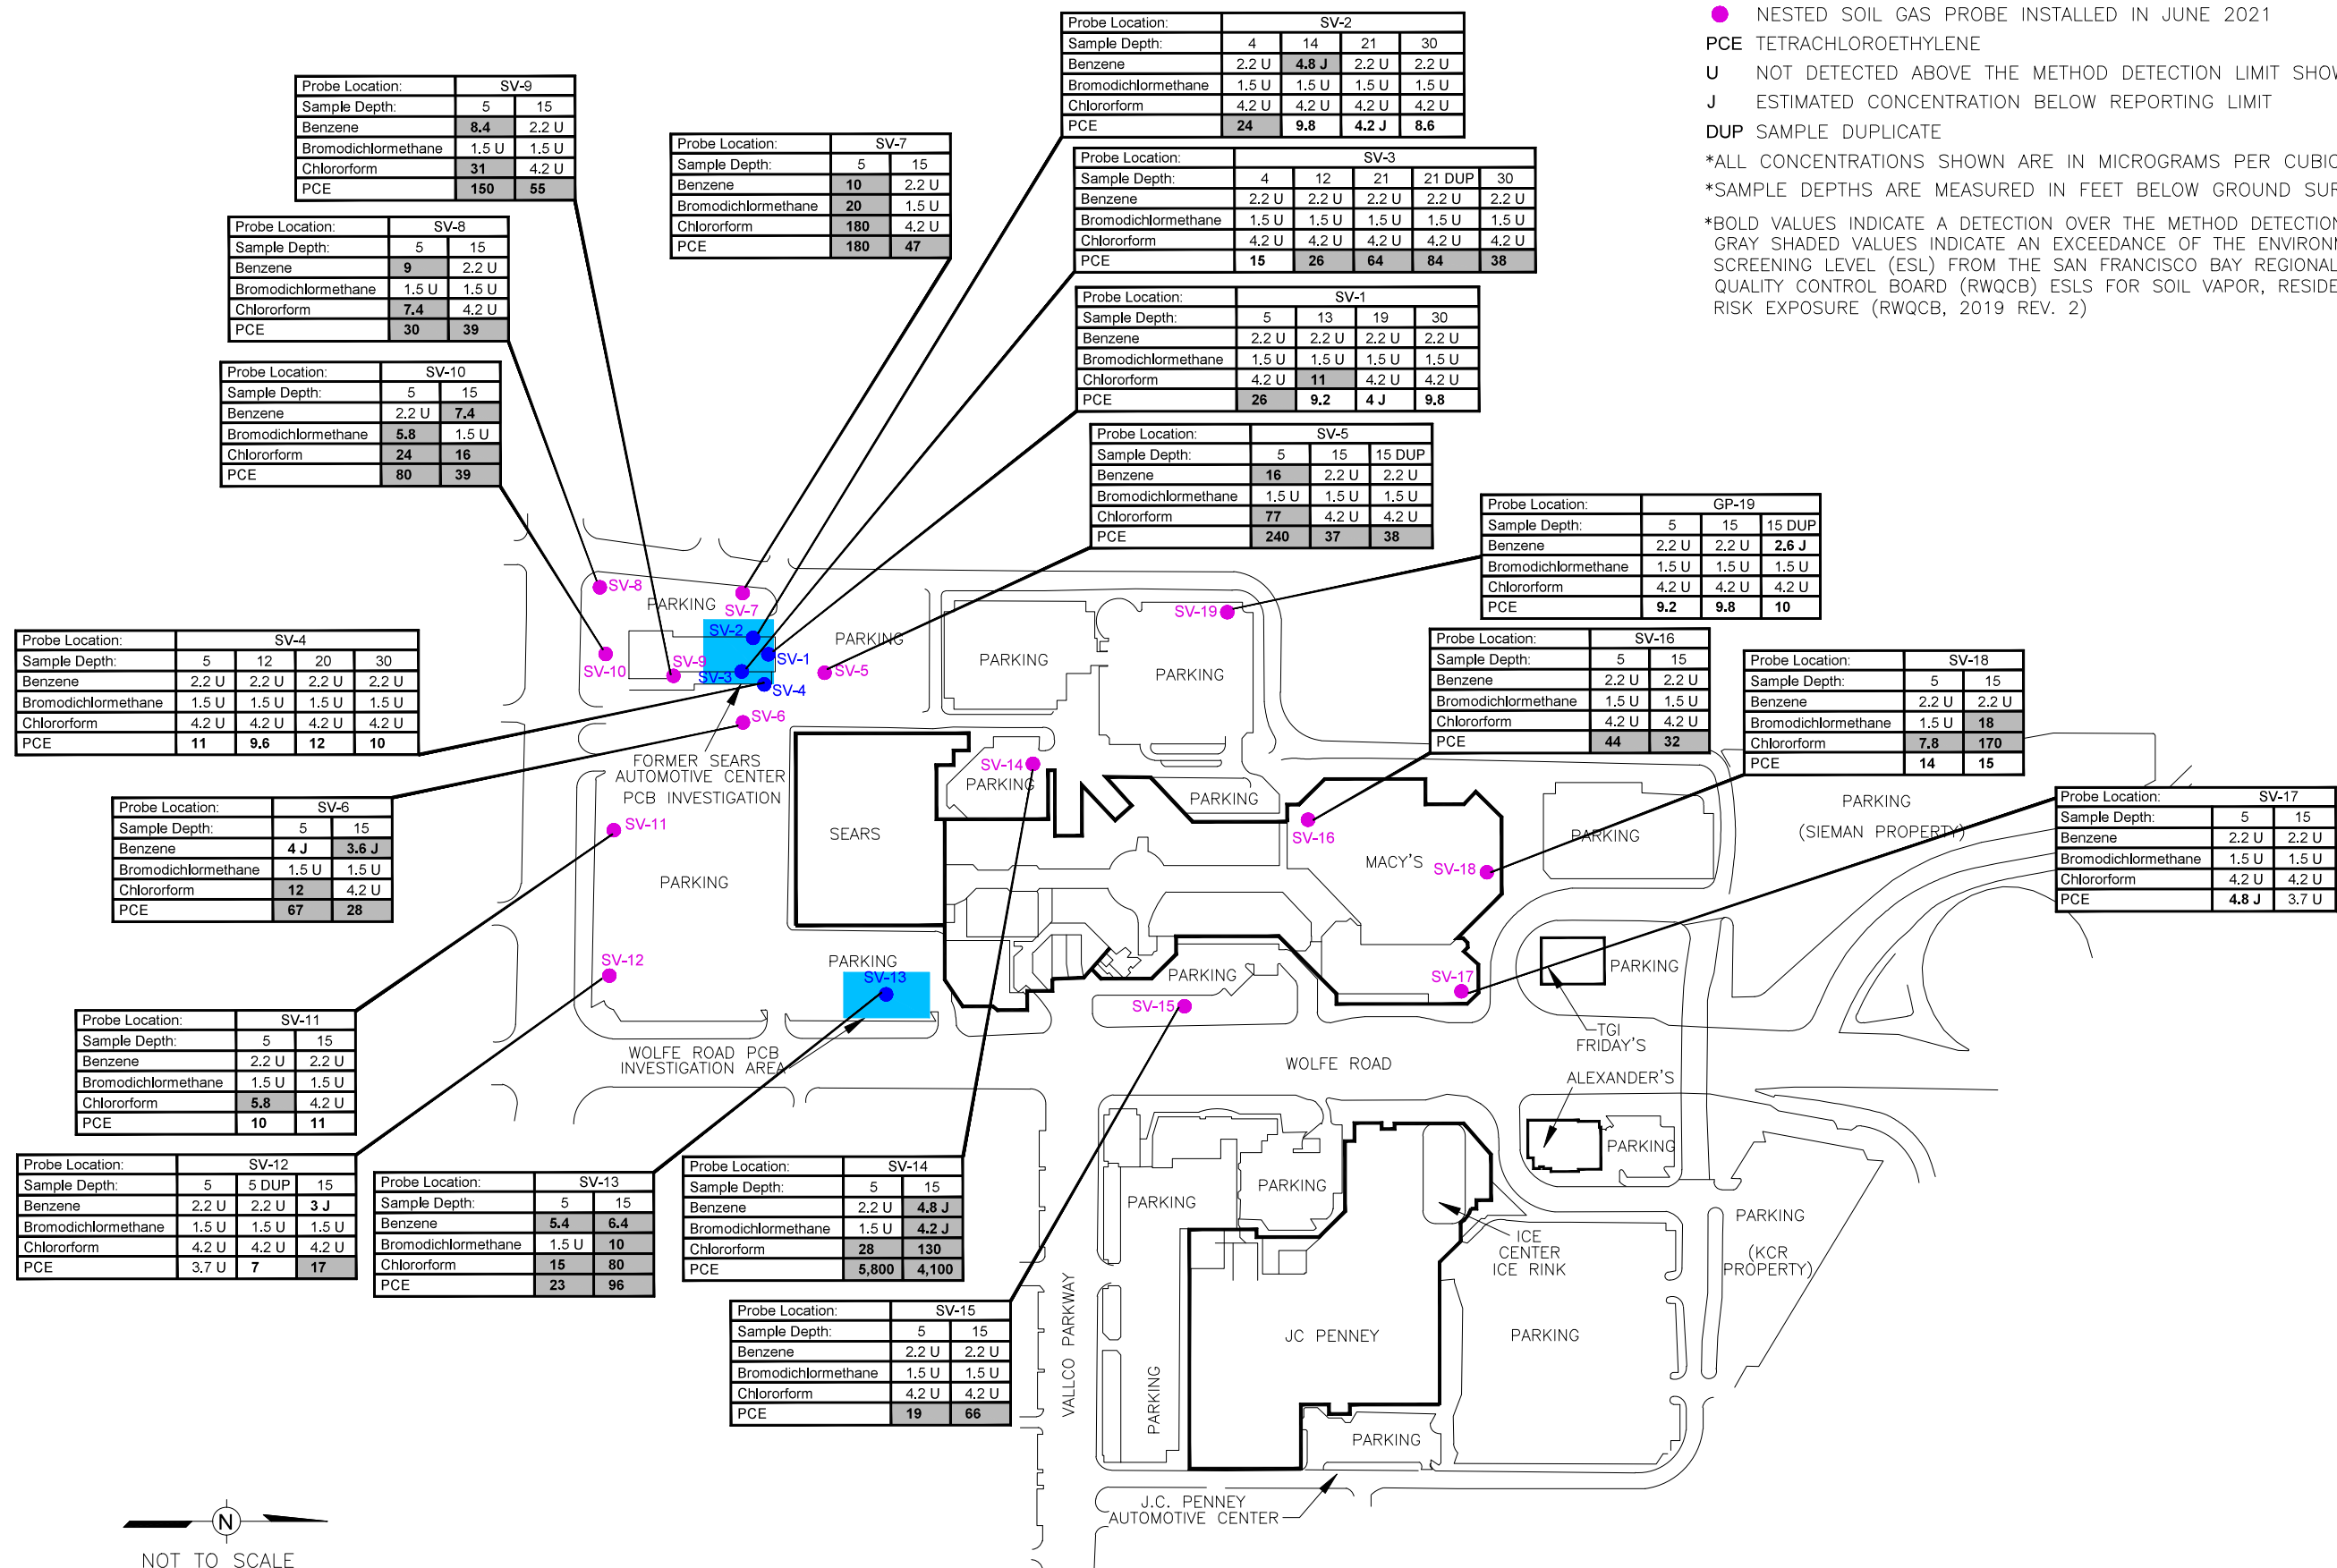 NESTED SOIL GAS PROBE INSTALLED IN JUNE 2021
PCE TETRACHLOROETHYLENE
U NOT DETECTED ABOVE THE METHOD DETECTION LIMIT
J ESTIMATED CONCENTRATION BELOW REPORTING LIMIT
DUP SAMPLE DUPLICATE
*ALL CONCENTRATIONS SHOWN ARE IN MICROGRAMS PER
*SAMPLE DEPTHS ARE MEASURED IN FEET BELOW GROUND
*BOLD VALUES INDICATE A DETECTION OVER THE METHOD DETECTION
GRAY SHADED VALUES INDICATE AN EXCEEDANCE OF THE
SCREENING LEVEL (ESL) FROM THE SAN FRANCISCO BAY REGIONAL
QUALITY CONTROL BOARD (RWQCB) ESLS FOR SOIL VAPOR,
RISK EXPOSURE (RWQCB, 2019 REV. 2)
Probe Location: SV-2
Sample Depth: 4 14 21 30
Benzene 2.2 U 4.8 J 2.2 U 2.2 U
Bromodichlormethane 1.5 U 1.5 U 1.5 U 1.5 U
Chlororform 4.2 U 4.2 U 4.2 U 4.2 U
PCE 24 9.8 4.2 J 8.6
Probe Location: SV-9
Sample Depth: 5 15
Benzene 8.4 2.2 U
Bromodichlormethane 1.5 U 1.5 U
Chlororform 31 4.2 U
PCE 150 55
Probe Location: SV-7
Sample Depth: 5 15
Benzene 10 2.2 U
Bromodichlormethane 20 1.5 U
Chlororform 180 4.2 U
PCE 180 47
Probe Location: SV-3
Sample Depth: 4 12 21 21 DUP 30
Benzene 2.2 U 2.2 U 2.2 U 2.2 U 2.2 U
Bromodichlormethane 1.5 U 1.5 U 1.5 U 1.5 U 1.5 U
Chlororform 4.2 U 4.2 U 4.2 U 4.2 U 4.2 U
PCE 15 26 64 84 38
Probe Location: SV-8
Sample Depth: 5 15
Benzene 9 2.2 U
Bromodichlormethane 1.5 U 1.5 U
Chlororform 7.4 4.2 U
PCE 30 39
Probe Location: SV-1
Sample Depth: 5 13 19 30
Benzene 2.2 U 2.2 U 2.2 U 2.2 U
Bromodichlormethane 1.5 U 1.5 U 1.5 U 1.5 U
Chlororform 4.2 U 11 4.2 U 4.2 U
PCE 26 9.2 4 J 9.8
Probe Location: SV-10
Sample Depth: 5 15
Benzene 2.2 U 7.4
Bromodichlormethane 5.8 1.5 U
Chlororform 24 16
PCE 80 39
Probe Location: SV-5
Sample Depth: 5 15 15 DUP
Benzene 16 2.2 U 2.2 U
Bromodichlormethane 1.5 U 1.5 U 1.5 U
Chlororform 77 4.2 U 4.2 U
PCE 240 37 38
Probe Location: GP-19
Sample Depth: 5 15 15 DUP
Benzene 2.2 U 2.2 U 2.6 J
Bromodichlormethane 1.5 U 1.5 U 1.5 U
Chlororform 4.2 U 4.2 U 4.2 U
PCE 9.2 9.8 10
Probe Location: SV-4
Sample Depth: 5 12 20 30
Benzene 2.2 U 2.2 U 2.2 U 2.2 U
Bromodichlormethane 1.5 U 1.5 U 1.5 U 1.5 U
Chlororform 4.2 U 4.2 U 4.2 U 4.2 U
PCE 11 9.6 12 10
Probe Location: SV-16
Sample Depth: 5 15
Benzene 2.2 U 2.2 U
Bromodichlormethane 1.5 U 1.5 U
Chlororform 4.2 U 4.2 U
PCE 44 32
Probe Location: SV-18
Sample Depth: 5 15
Benzene 2.2 U 2.2 U
Bromodichlormethane 1.5 U 18
Chlororform 7.8 170
PCE 14 15
Probe Location: SV-17
Sample Depth: 5 15
Benzene 2.2 U 2.2 U
Bromodichlormethane 1.5 U 1.5 U
Chlororform 4.2 U 4.2 U
PCE 4.8 J 3.7 U
Probe Location: SV-6
Sample Depth: 5 15
Benzene 4 J 3.6 J
Bromodichlormethane 1.5 U 1.5 U
Chlororform 12 4.2 U
PCE 67 28
Probe Location: SV-11
Sample Depth: 5 15
Benzene 2.2 U 2.2 U
Bromodichlormethane 1.5 U 1.5 U
Chlororform 5.8 4.2 U
PCE 10 11
Probe Location: SV-12
Sample Depth: 5 5 DUP 15
Benzene 2.2 U 2.2 U 3 J
Bromodichlormethane 1.5 U 1.5 U 1.5 U
Chlororform 4.2 U 4.2 U 4.2 U
PCE 3.7 U 7 17
Probe Location: SV-13
Sample Depth: 5 15
Benzene 5.4 6.4
Bromodichlormethane 1.5 U 10
Chlororform 15 80
PCE 23 96
Probe Location: SV-14
Sample Depth: 5 15
Benzene 2.2 U 4.8 J
Bromodichlormethane 1.5 U 4.2 J
Chlororform 28 130
PCE 5,800 4,100
Probe Location: SV-15
Sample Depth: 5 15
Benzene 2.2 U 2.2 U
Bromodichlormethane 1.5 U 1.5 U
Chlororform 4.2 U 4.2 U
PCE 19 66
SV-8
PARKING
SV-7
SV-2
PARKING
SV-10
SV-9
SV-1
SV-3
SV-4
SV-5
SV-6
SV-19
PARKING
PARKING
FORMER SEARS
AUTOMOTIVE CENTER
PCB INVESTIGATION
SV-14
PARKING
PARKING
SV-11
SEARS
PARKING
SV-16
MACY'S
SV-18
PARKING
PARKING
(SIEMAN PROPERTY)
SV-12
PARKING
SV-13
PARKING
SV-15
SV-17
PARKING
TGI
FRIDAY'S
WOLFE ROAD PCB
INVESTIGATION AREA
WOLFE ROAD
ALEXANDER'S
PARKING
PARKING
PARKING
PARKING
(KCR
PROPERTY)
ICE
CENTER
ICE RINK
VALLCO PARKWAY
JC PENNEY
PARKING
PARKING
PARKING
J.C. PENNEY
AUTOMOTIVE CENTER
N
NOT TO SCALE